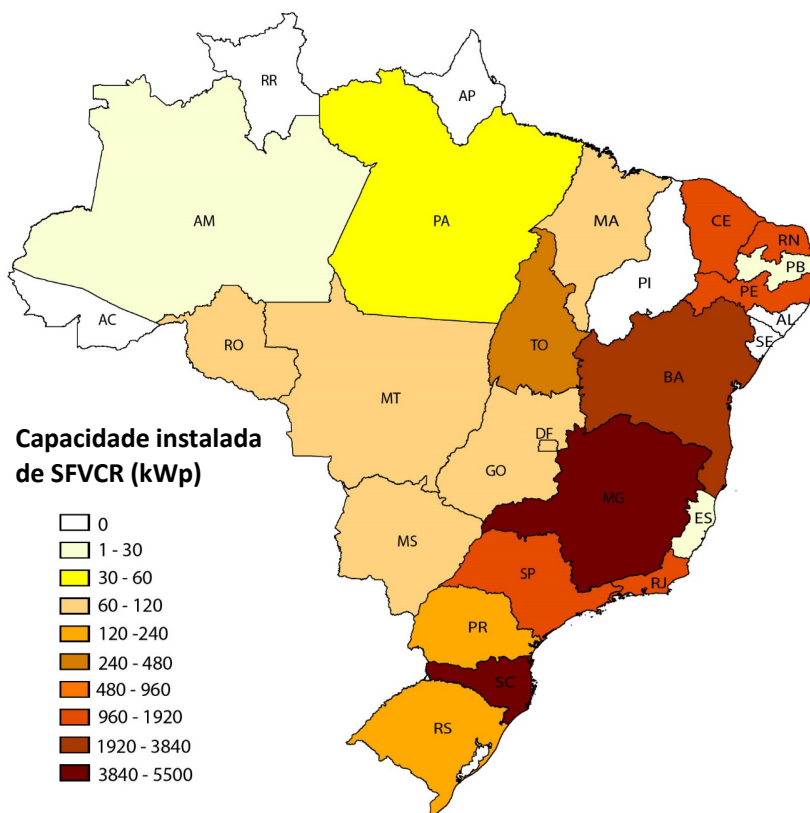 RR
AP
AM
PA
MA
CE
RN
PB
PI
PE
AL
SE
AC
RO
TO
BA
MT
DF
GO
MG
ES
MS
SP
RJ
PR
SC
RS
Capacidade instalada
de SFVCR (kWp)
0
1 - 30
30 - 60
60 - 120
120 -240
240 - 480
480 - 960
960 - 1920
1920 - 3840
3840 - 5500